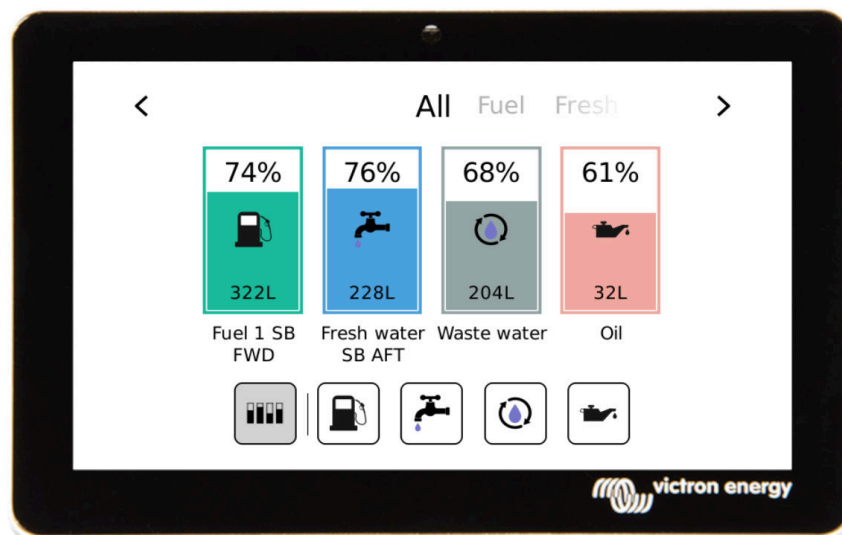 All Fuel Fresh
74% 76% 68% 61%
322L 228L 204L 32L
Fuel 1 SB Fresh water Waste water Oil
FWD SB AFT
victron energy